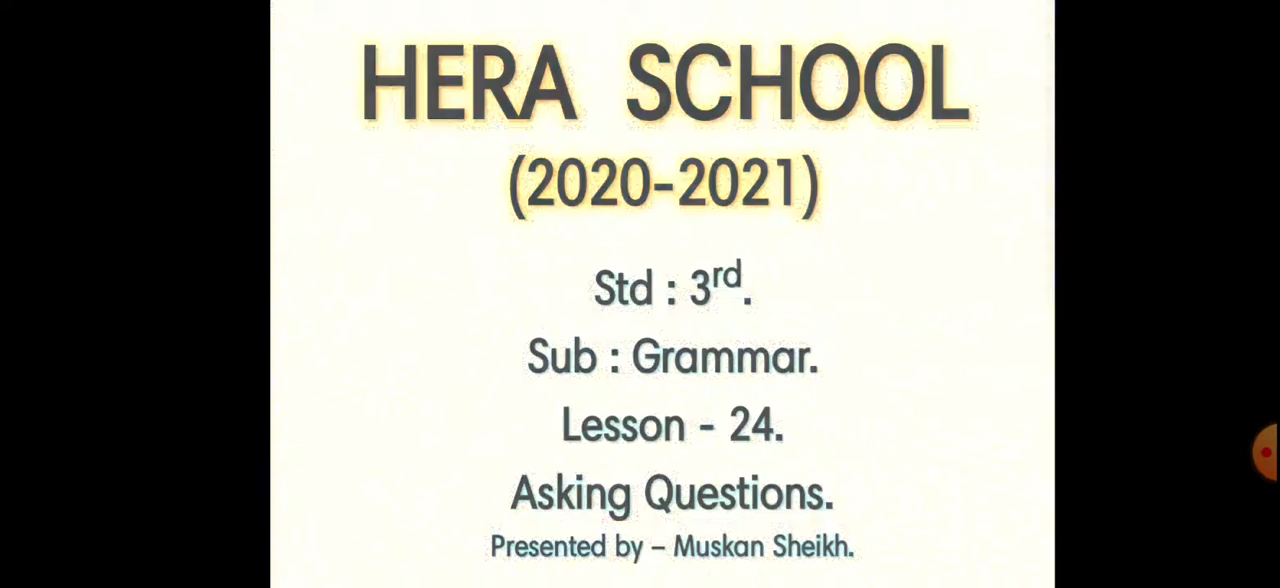 HERA SCHOOL
(2020-2021)
Std : 3rd.
Sub : Grammar.
Lesson - 24.
Asking Questions.
Presented by – Muskan Sheikh.